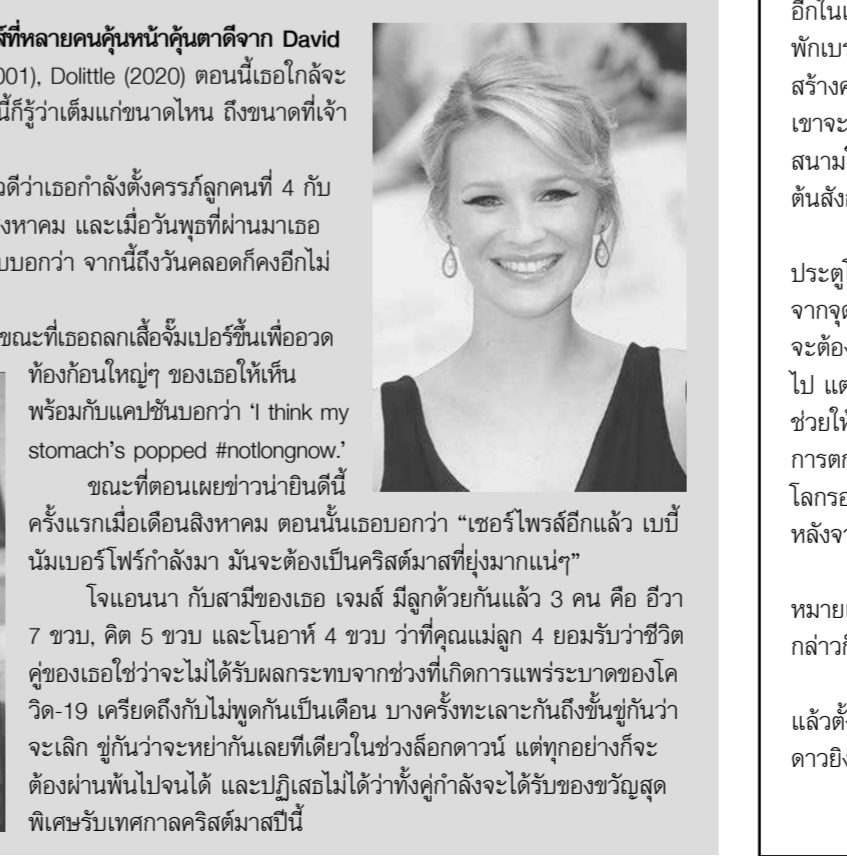 ส์ที่หลายคนคุ้นหน้าคุ้นตาดีจาก David
001), Dolittle (2020) ตอนนี้เธอใกล้จะ
นี้ก็รู้ว่าเต็มแก่ขนาดไหน ถึงขนาดที่เจ้า
วดีว่าเธอกำลังตั้งครรภ์ลูกคนที่ 4 กับ
งหาคม และเมื่อวันพุธที่ผ่านมาเธอ
บบอกว่า จากนี้ถึงวันคลอดก็คงอีกไม่
ขณะที่เธอถลกเสื้อจั๊มเปอร์ขึ้นเพื่ออวด
ท้องก้อนใหญ่ๆ ของเธอให้เห็น
พร้อมกับแคปชันบอกว่า ‘I think my
stomach’s popped #notlongnow.’
ขณะที่ตอนเผยข่าวน่ายินดีนี้
ครั้งแรกเมื่อเดือนสิงหาคม ตอนนั้นเธอบอกว่า “เซอร์ไพรส์อีกแล้ว เบบี้
นัมเบอร์โฟร์กำลังมา มันจะต้องเป็นคริสต์มาสที่ยุ่งมากแน่ๆ”
โจแอนนา กับสามีของเธอ เจมส์ มีลูกด้วยกันแล้ว 3 คน คือ อีวา
7 ขวบ, คิต 5 ขวบ และโนอาห์ 4 ขวบ ว่าที่คุณแม่ลูก 4 ยอมรับว่าชีวิต
คู่ของเธอใช่ว่าจะไม่ได้รับผลกระทบจากช่วงที่เกิดการแพร่ระบาดของโค
วิด-19 เครียดถึงกับไม่พูดกันเป็นเดือน บางครั้งทะเลาะกันถึงขั้นขู่กันว่า
จะเลิก ขู่กันว่าจะหย่ากันเลยทีเดียวในช่วงล็อกดาวน์ แต่ทุกอย่างก็จะ
ต้องผ่านพ้นไปจนได้ และปฏิเสธไม่ได้ว่าทั้งคู่กำลังจะได้รับของขวัญสุด
พิเศษรับเทศกาลคริสต์มาสปีนี้
อีกในเ
พักเบร
สร้างค
เขาจะ
สนามใ
ต้นสัง
ประตูโ
จากจุด
จะต้อง
ไป แต่
ช่วยให้
การตก
โลกรอ
หลังจา
หมายเ
กล่าวก็
แล้วตั้
ดาวยิง